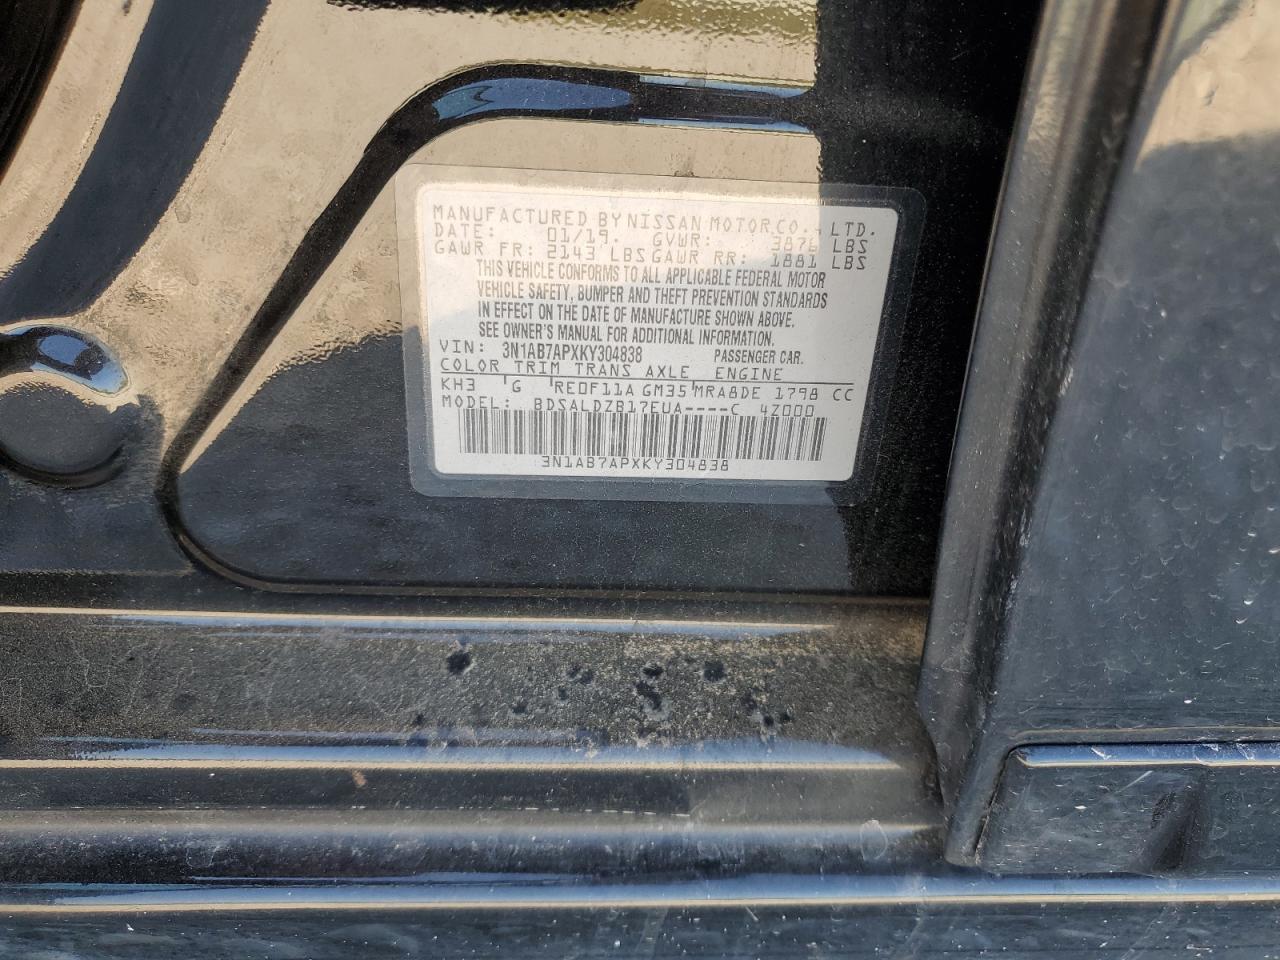 MANUFACTURED BY NISSAN MOTOR CO., LTD.
DATE: 01/19. GVWR: 3876 LBS
GAWR FR: 2143 LBS GAWR RR: 1881 LBS
THIS VEHICLE CONFORMS TO ALL APPLICABLE FEDERAL MOTOR
VEHICLE SAFETY, BUMPER AND THEFT PREVENTION STANDARDS
IN EFFECT ON THE DATE OF MANUFACTURE SHOWN ABOVE.
SEE OWNER'S MANUAL FOR ADDITIONAL INFORMATION.
VIN: 3N1AB7APXKY304838 PASSENGER CAR.
COLOR TRIM TRANS AXLE ENGINE
KH3 G RE0F11A GM35 MRA8DE 1798 CC
MODEL: BDSALDZB17EUA----C 4Z000
3N1AB7APXKY304838